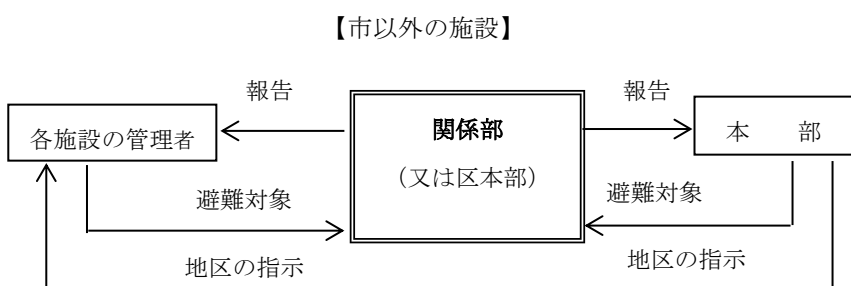 【市以外の施設】
報告
報告
各施設の管理者
関係部
（又は区本部）
本　　部
避難対象
避難対象
地区の指示
地区の指示